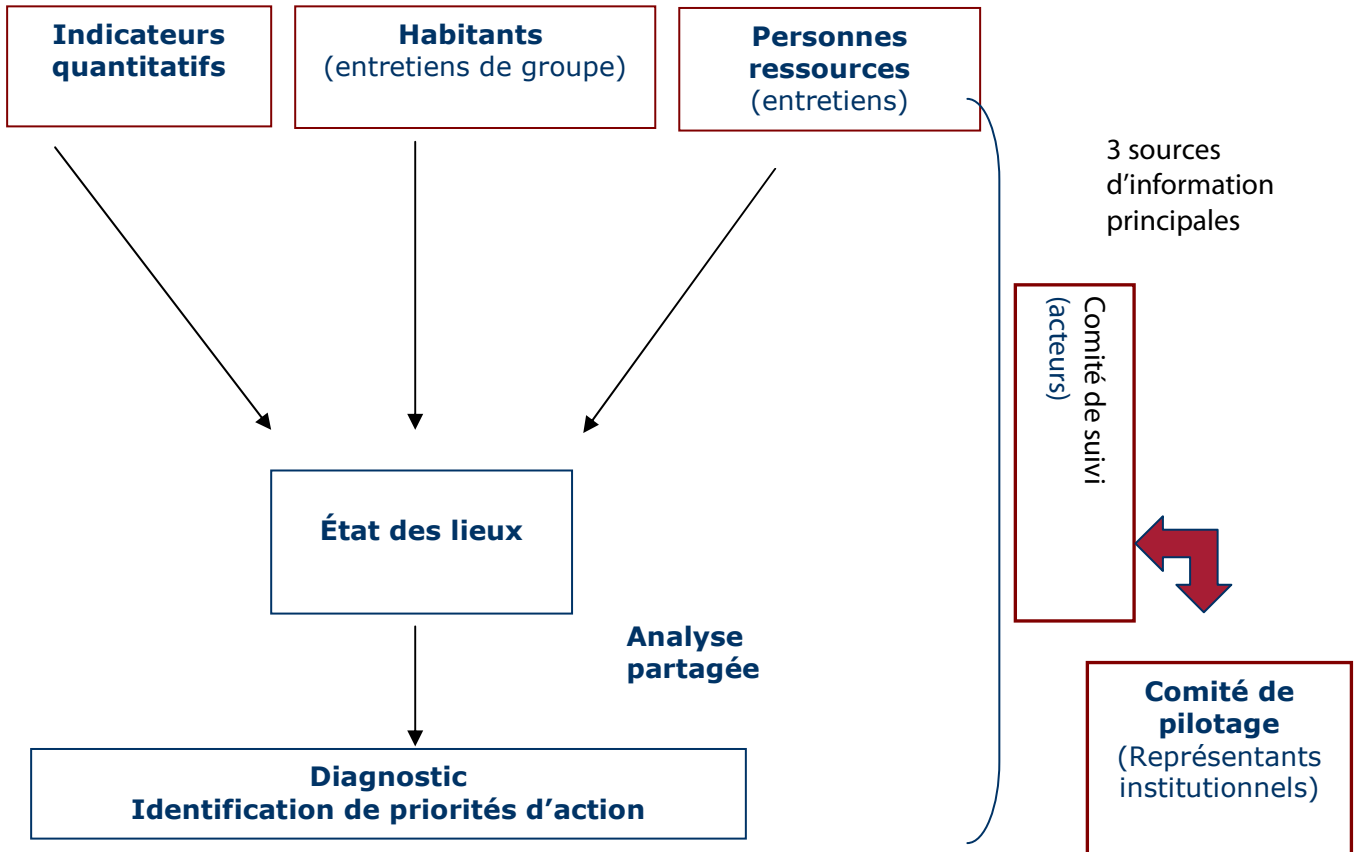 Indicateurs
quantitatifs
Habitants
(entretiens de groupe)
Personnes
ressources
(entretiens)
3 sources
d’information
principales
Comité de suivi
(acteurs)
État des lieux
Analyse
partagée
Comité de
pilotage
(Représentants
institutionnels)
Diagnostic
Identification de priorités d’action